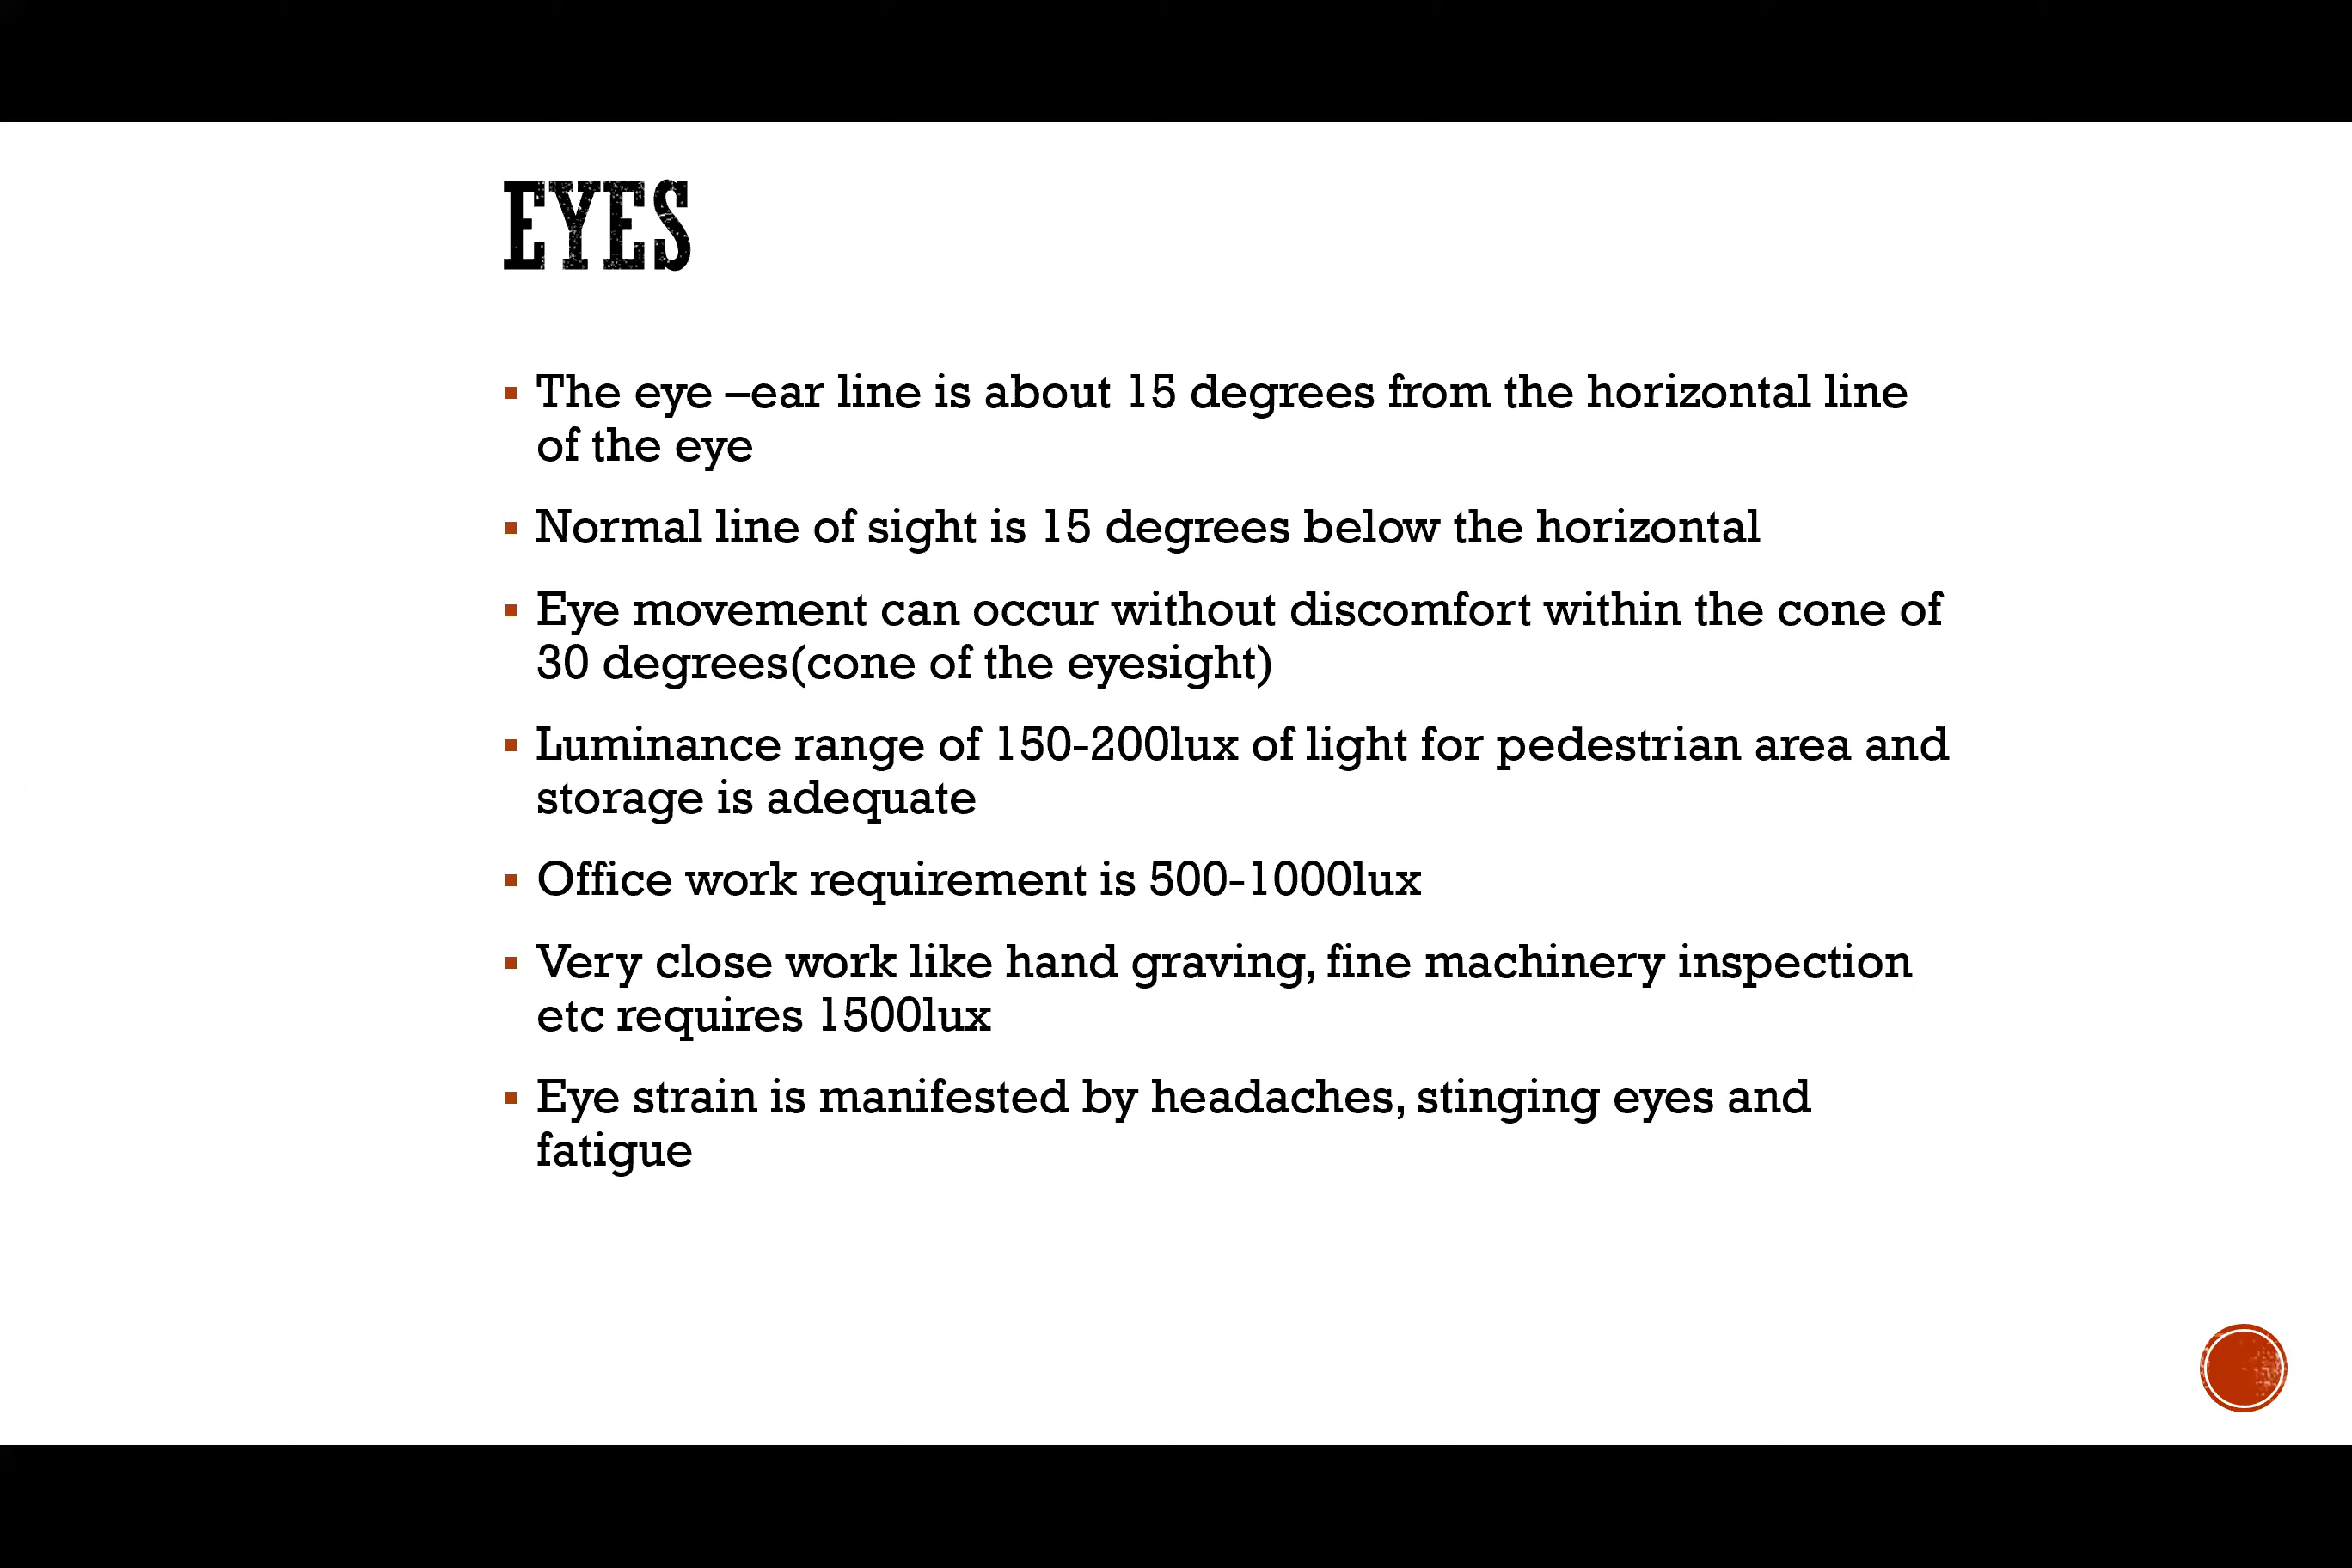 EYES
▪ The eye –ear line is about 15 degrees from the horizontal line
of the eye
▪ Normal line of sight is 15 degrees below the horizontal
▪ Eye movement can occur without discomfort within the cone of
30 degrees(cone of the eyesight)
▪ Luminance range of 150-200lux of light for pedestrian area and
storage is adequate
▪ Office work requirement is 500-1000lux
▪ Very close work like hand graving, fine machinery inspection
etc requires 1500lux
▪ Eye strain is manifested by headaches, stinging eyes and
fatigue